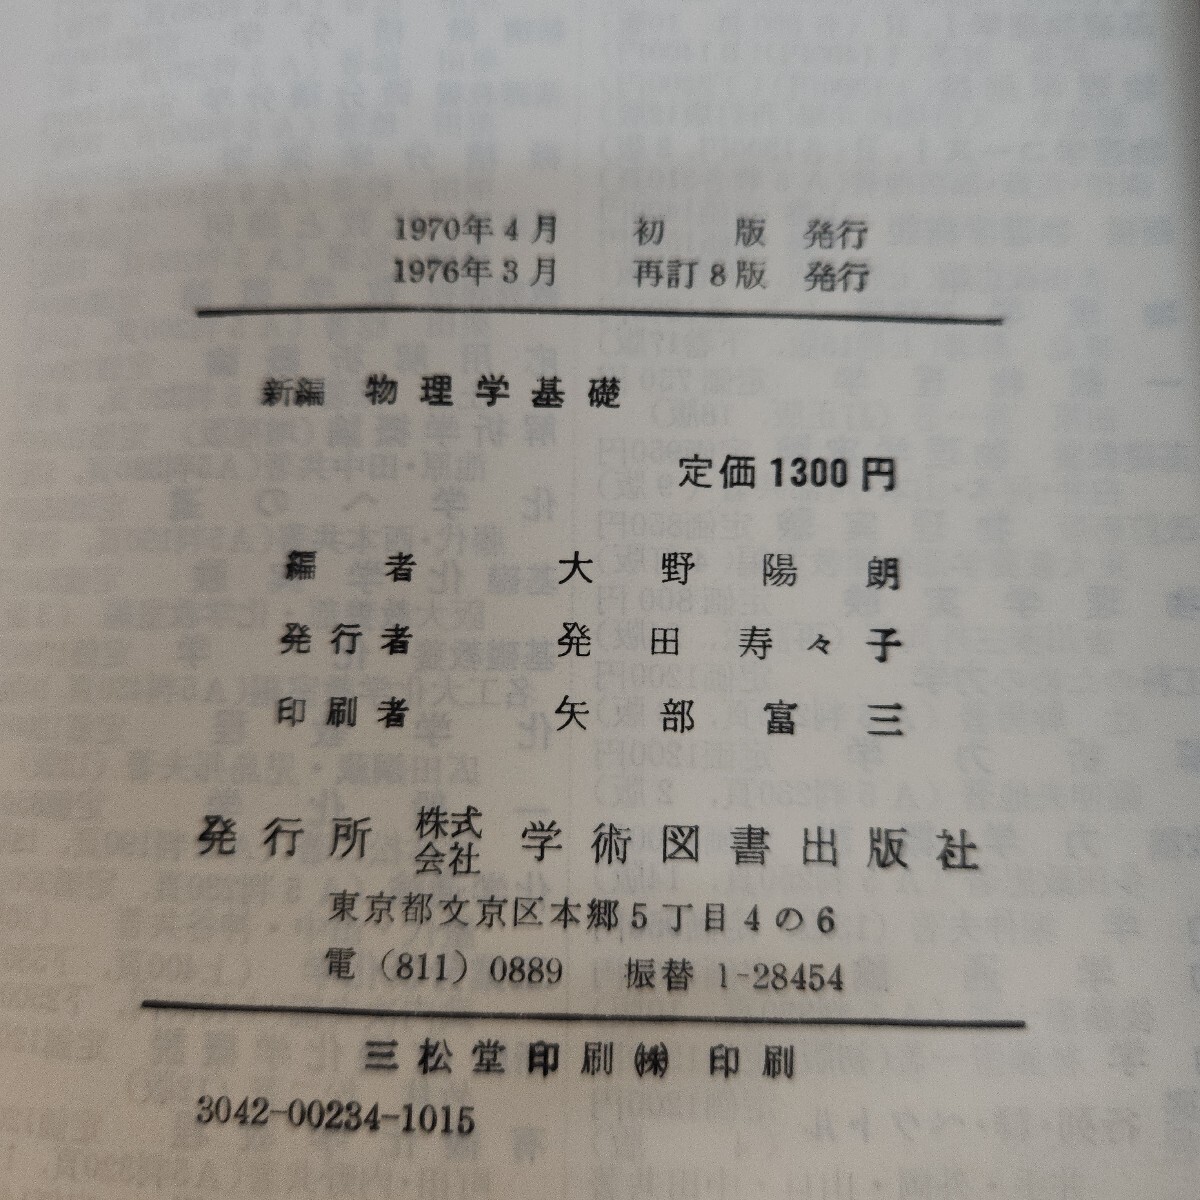 1970年4月 初版 発行
1976年3月 再訂8版 発行
新編 物理学基礎
定価 1300 円
編者 大野陽朗
発行者 発田寿々子
印刷者 矢部富三
発行所 株式会社 学術図書出版社
東京都文京区本郷5丁目4の6
電 (811) 0889 振替 1-28454
三松堂印刷㈱ 印刷
3042-00234-1015